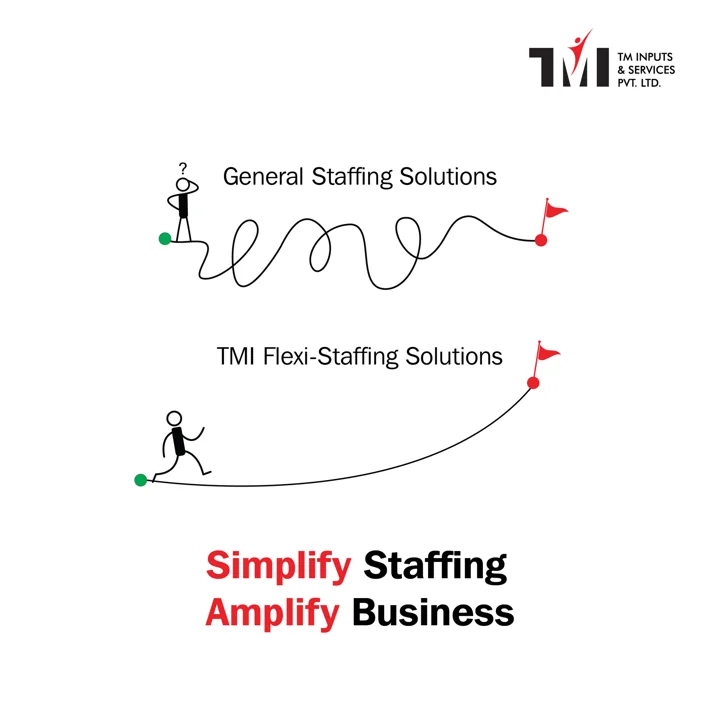 TMI
TM INPUTS
& SERVICES
PVT. LTD.
?
General Staffing Solutions
TMI Flexi-Staffing Solutions
Simplify Staffing
Amplify Business